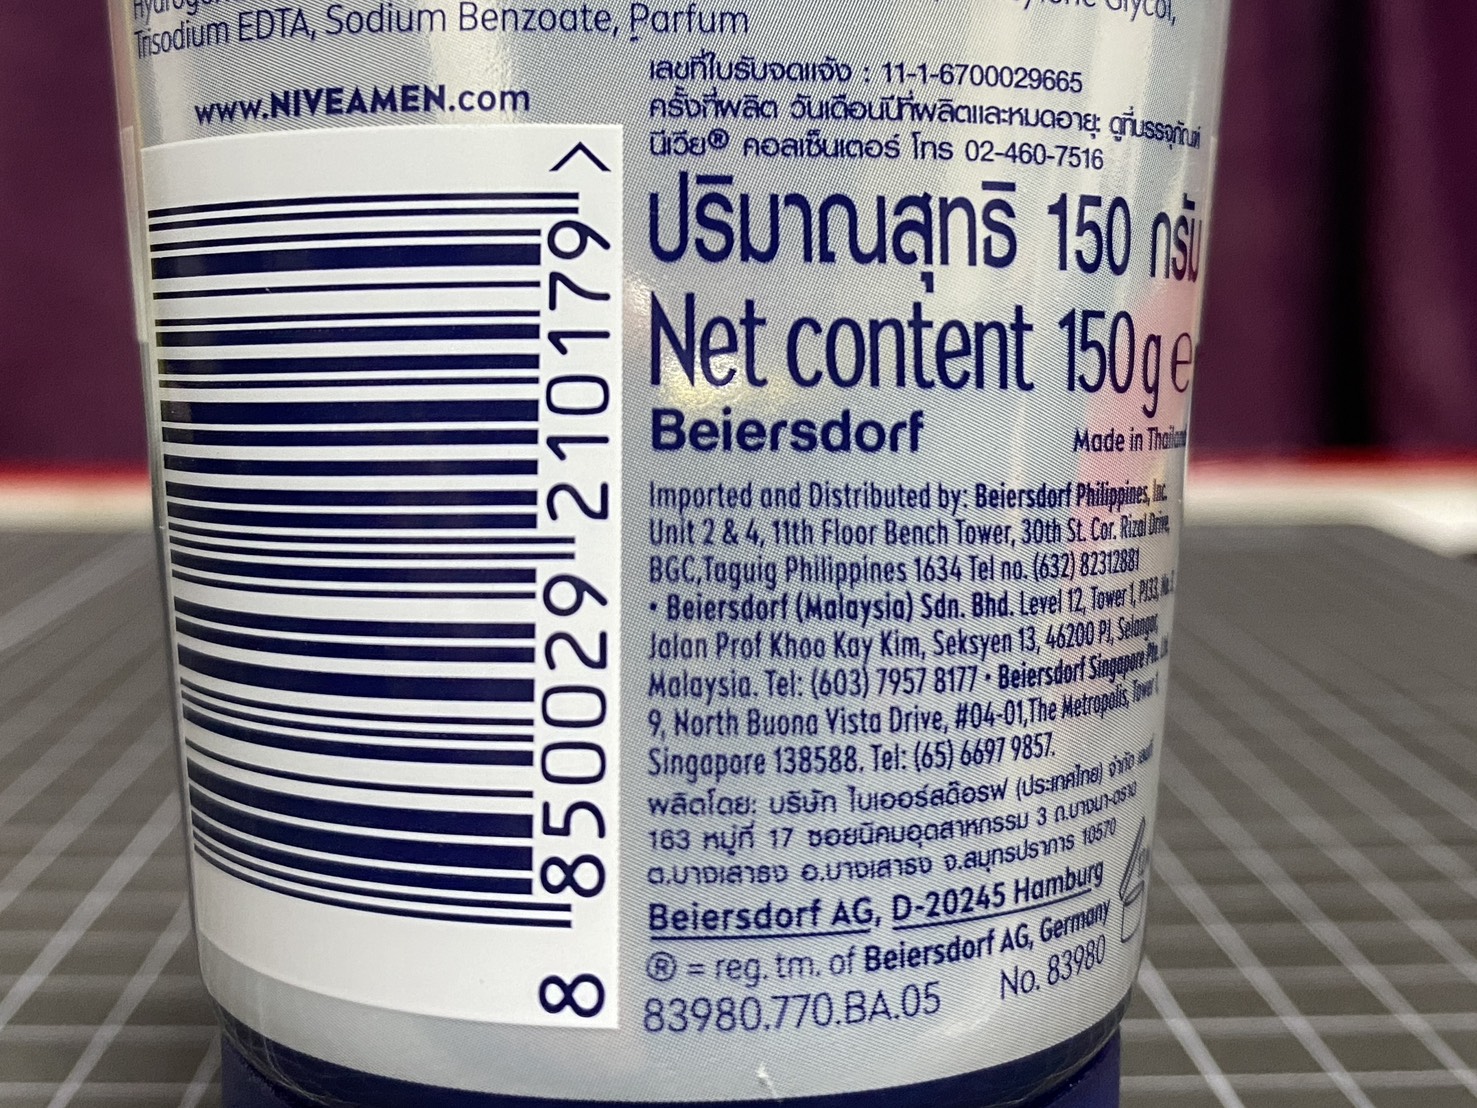 Trisodium EDTA, Sodium Benzoate, Parfum
www.NIVEAMEN.com
8 850029 210179 >
เลขที่ใบรับจดแจ้ง : 11-1-6700029665
ครั้งที่ผลิต วันเดือนปีที่ผลิตและหมดอายุ ดูที่บรรจุภัณฑ์
นีเวีย® คอลเซ็นเตอร์ โทร 02-460-7516
ปริมาณสุทธิ 150 กรัม
Net content 150g e
Beiersdorf
Made in Thailand
Imported and Distributed by: Beiersdorf Philippines, Inc.
Unit 2 & 4, 11th Floor Bench Tower, 30th St. Cor. Rizal Drive,
BGC,Taguig Philippines 1634 Tel no. (632) 82312881
• Beiersdorf (Malaysia) Sdn. Bhd. Level 12, Tower 1, PJ33,
Jalan Prof Khoo Kay Kim, Seksyen 13, 46200 PJ, Selangor,
Malaysia. Tel: (603) 7957 8177 • Beiersdorf Singapore Pte.
9, North Buona Vista Drive, #04-01,The Metropolis, Tower 1,
Singapore 138588. Tel: (65) 6697 9857.
ผลิตโดย: บริษัท ไบเออร์สด๊อรฟ (ประเทศไทย) จำกัด
163 หมู่ที่ 17 ซอยนิคมอุตสาหกรรม 3 ถ.บางนา-ตราด
ต.บางเสาธง อ.บางเสาธง จ.สมุทรปราการ 10570
Beiersdorf AG, D-20245 Hamburg
® = reg. tm. of Beiersdorf AG, Germany
83980.770.BA.05
No. 83980